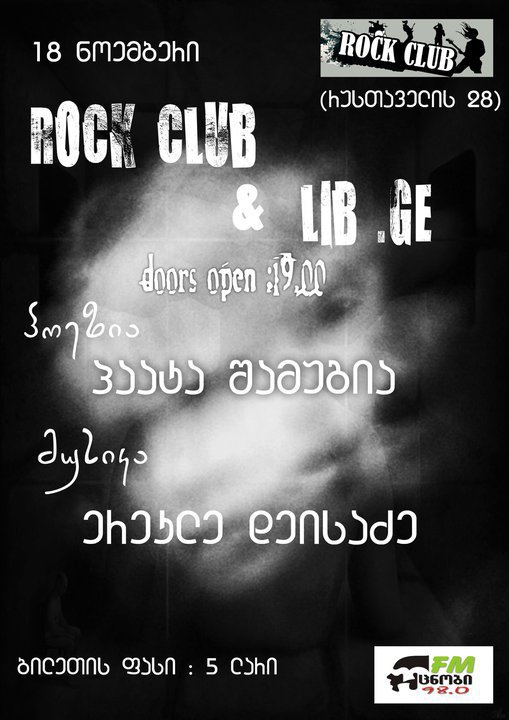 18 ნოემბერი
ROCK CLUB
(რუსთაველის 28)
ROCK CLUB
& LIB .GE
doors open :19.00
პოეზია
პაატა შამუგია
მუსიკა
ერეკლე დეისაძე
ბილეთის ფასი : 5 ლარი
FM
უცნობი
98.0